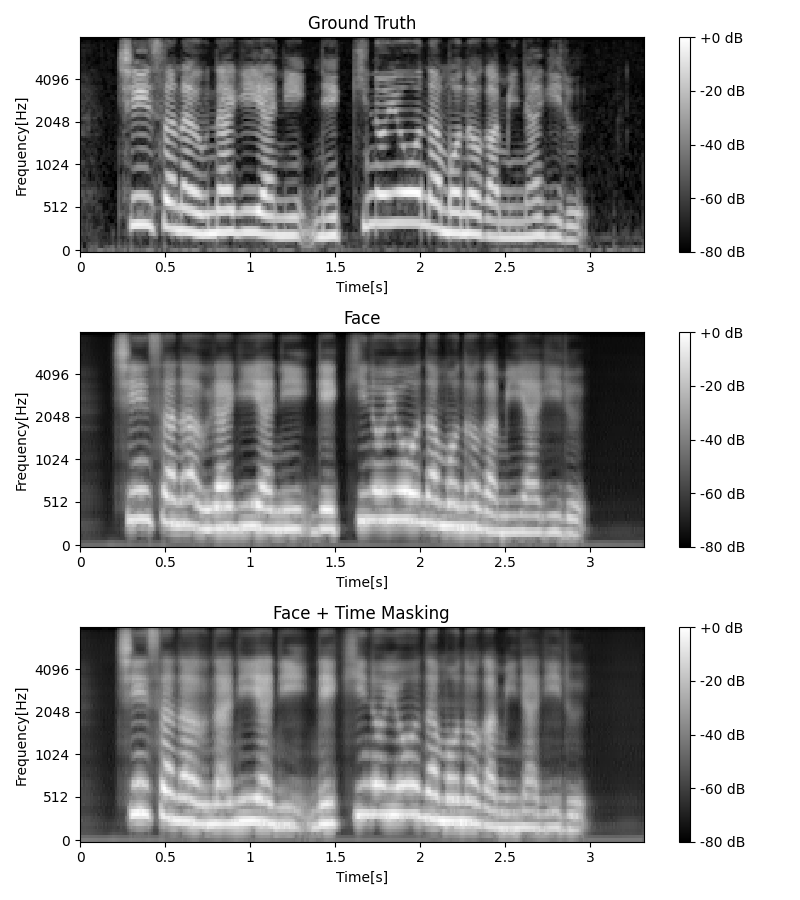 Ground Truth
Frequency[Hz]
4096
2048
1024
512
0
0 0.5 1 1.5 2 2.5 3
Time[s]
+0 dB
-20 dB
-40 dB
-60 dB
-80 dB
Face
Frequency[Hz]
4096
2048
1024
512
0
0 0.5 1 1.5 2 2.5 3
Time[s]
+0 dB
-20 dB
-40 dB
-60 dB
-80 dB
Face + Time Masking
Frequency[Hz]
4096
2048
1024
512
0
0 0.5 1 1.5 2 2.5 3
Time[s]
+0 dB
-20 dB
-40 dB
-60 dB
-80 dB